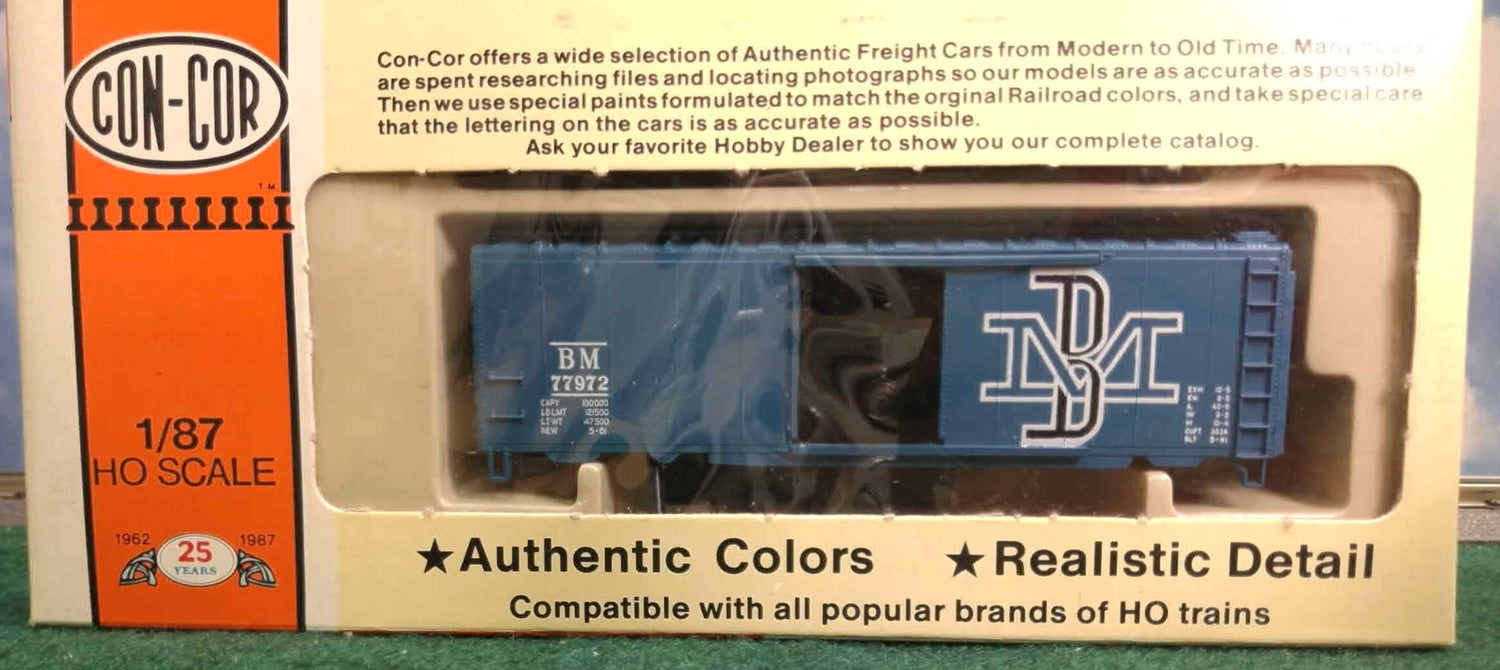 CON-COR
TM
1/87
HO SCALE
1962 1987
25
YEARS
Con-Cor offers a wide selection of Authentic Freight Cars from Modern to Old Time. Many
are spent researching files and locating photographs so our models are as accurate as possible.
Then we use special paints formulated to match the orginal Railroad colors, and take special care
that the lettering on the cars is as accurate as possible.
Ask your favorite Hobby Dealer to show you our complete catalog.
BM
77972
CAPY 100000
LD LMT 121500
LT WT 47500
NEW 5-61
BM
★Authentic Colors ★Realistic Detail
Compatible with all popular brands of HO trains